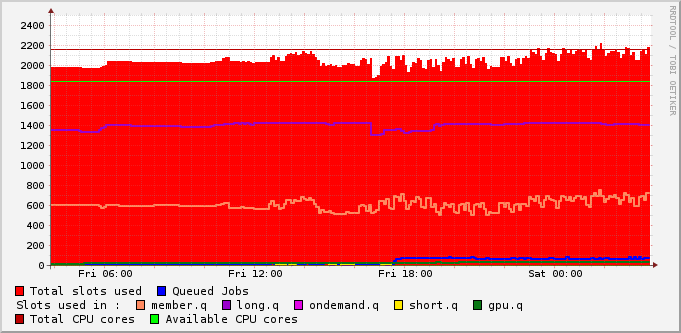 RRDTOOL / TOBI OETIKER
2400
2200
2000
1800
1600
1400
1200
1000
800
600
400
200
0
Fri 06:00 Fri 12:00 Fri 18:00 Sat 00:00
Total slots used Queued Jobs
Slots used in : member.q long.q ondemand.q short.q gpu.q
Total CPU cores Available CPU cores